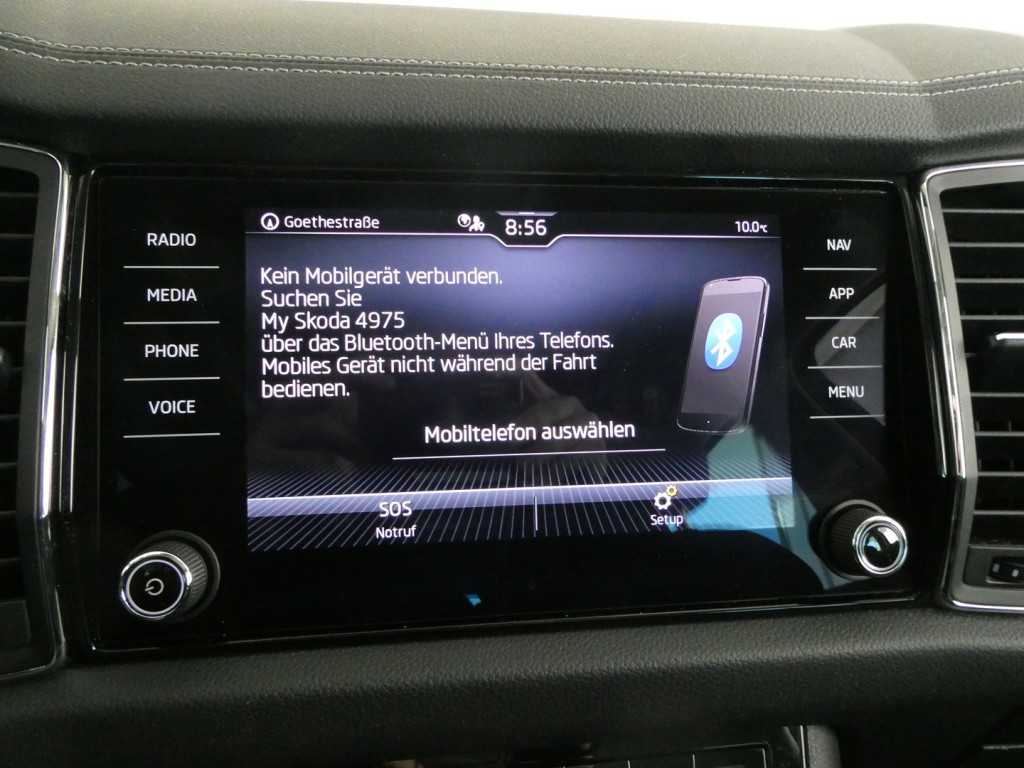 Goethestraße
8:56
10.0°C
RADIO
MEDIA
PHONE
VOICE
Kein Mobilgerät verbunden.
Suchen Sie
My Skoda 4975
über das Bluetooth-Menü Ihres Telefons.
Mobiles Gerät nicht während der Fahrt
bedienen.
Mobiltelefon auswählen
SOS
Notruf
Setup
NAV
APP
CAR
MENU